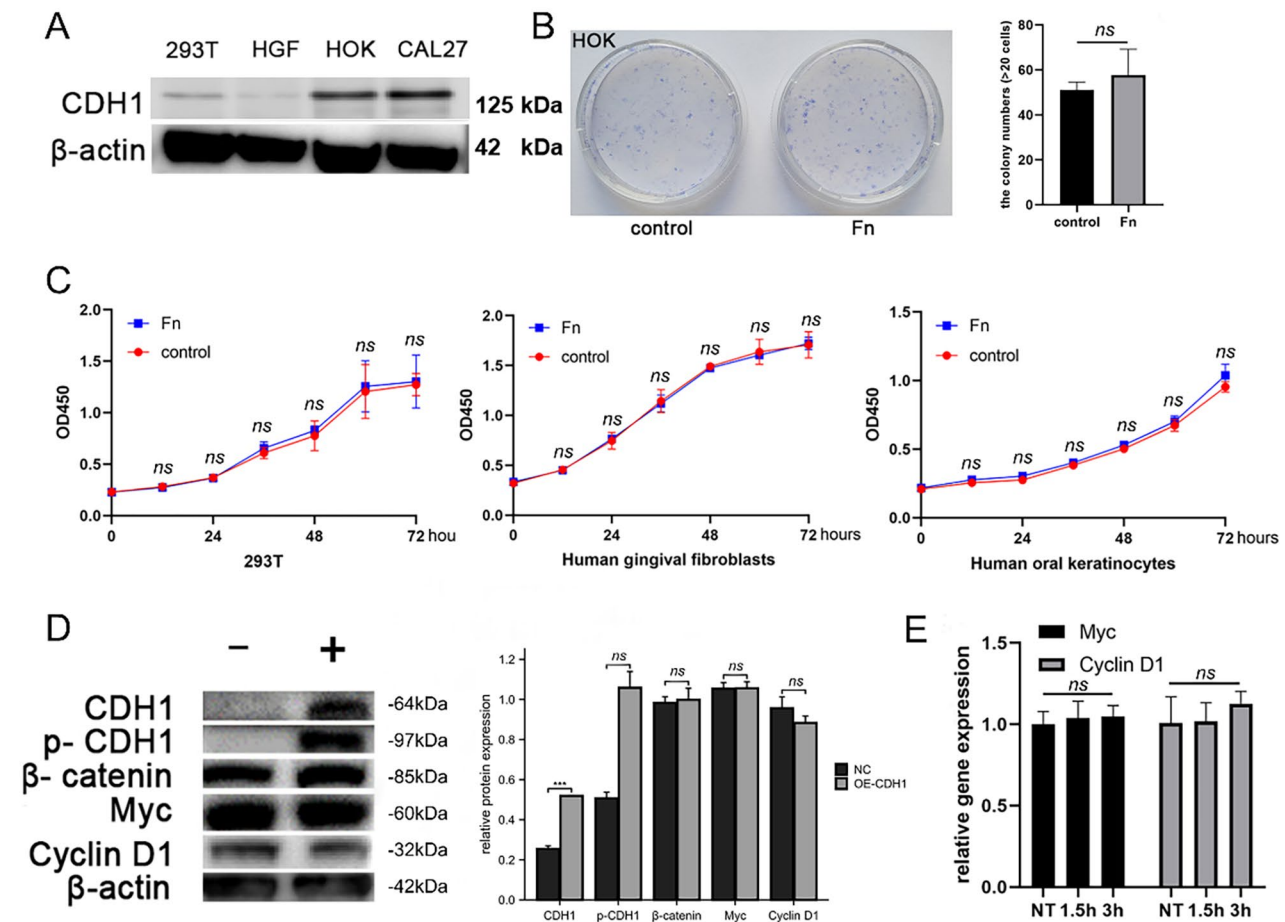 A
293T HGF HOK CAL27
CDH1
125 kDa
β-actin
42 kDa
B
HOK
control Fn
the colony numbers (>20 cells)
80
60
40
20
0
ns
control Fn
C
OD450
2.0
1.5
1.0
0.5
0.0
Fn
control
ns ns ns ns ns ns
0 24 48 72 hou
293T
OD450
2.0
1.5
1.0
0.5
0.0
Fn
control
ns ns ns ns ns ns
0 24 48 72 hours
Human gingival fibroblasts
OD450
1.5
1.0
0.5
0.0
Fn
control
ns ns ns ns ns ns
0 24 48 72 hours
Human oral keratinocytes
D
− +
CDH1 -64kDa
p- CDH1 -97kDa
β- catenin -85kDa
Myc -60kDa
Cyclin D1 -32kDa
β-actin -42kDa
relative protein expression
1.2
1.0
0.8
0.6
0.4
0.2
0.0
*** ns ns ns ns
CDH1 p-CDH1 β-catenin Myc Cyclin D1
NC
OE-CDH1
E
Myc
Cyclin D1
relative gene expression
1.5
1.0
0.5
0.0
ns ns
NT 1.5h 3h NT 1.5h 3h